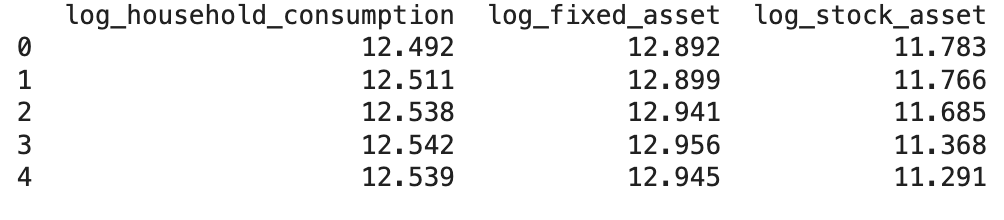 log_household_consumption log_fixed_asset log_stock_asset
0 12.492 12.892 11.783
1 12.511 12.899 11.766
2 12.538 12.941 11.685
3 12.542 12.956 11.368
4 12.539 12.945 11.291